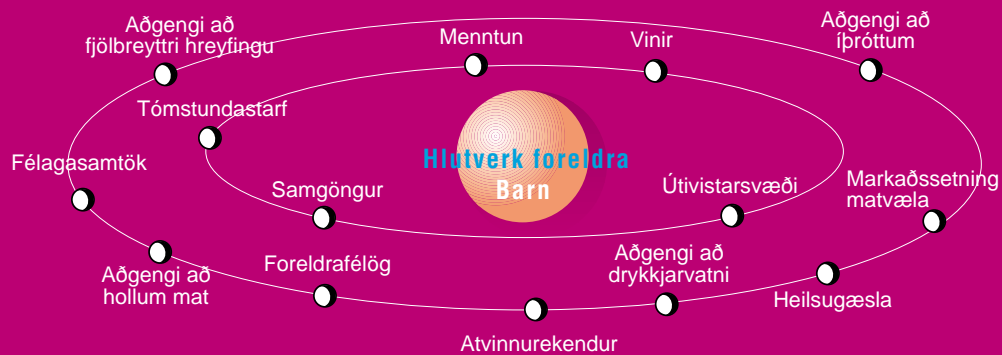 Aðgengi að
fjölbreyttri hreyfingu
Menntun
Vinir
Aðgengi að
íþróttum
Tómstundastarf
Félagasamtök
Hlutverk foreldra
Barn
Samgöngur
Útivistarsvæði
Markaðssetning
matvæla
Aðgengi að
hollum mat
Foreldrafélög
Aðgengi að
drykkjarvatni
Heilsugæsla
Atvinnurekendur